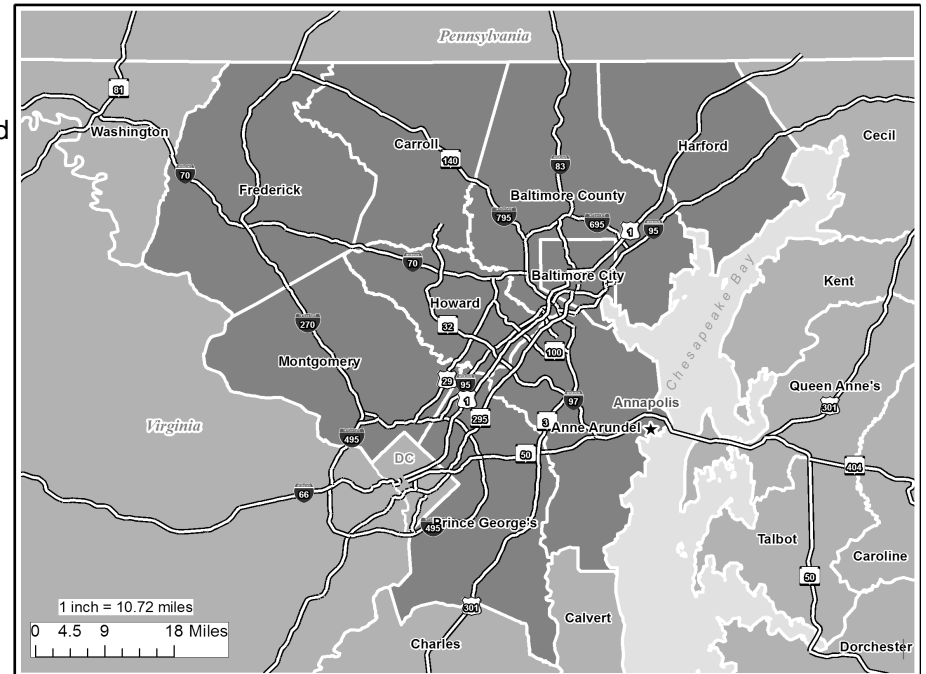 Pennsylvania
81
d
Washington
Cecil
Carroll
140
Harford
83
70
Frederick
Baltimore County
795
695
1
95
70
Baltimore City
Kent
Chesapeake Bay
Howard
32
270
100
Montgomery
29
95
1
97
Queen Anne's
301
Annapolis
295
3
Anne Arundel
Virginia
495
50
DC
404
66
495
Prince George's
Talbot
Caroline
50
301
1 inch = 10.72 miles
0 4.5 9 18 Miles
Calvert
Charles
Dorchester